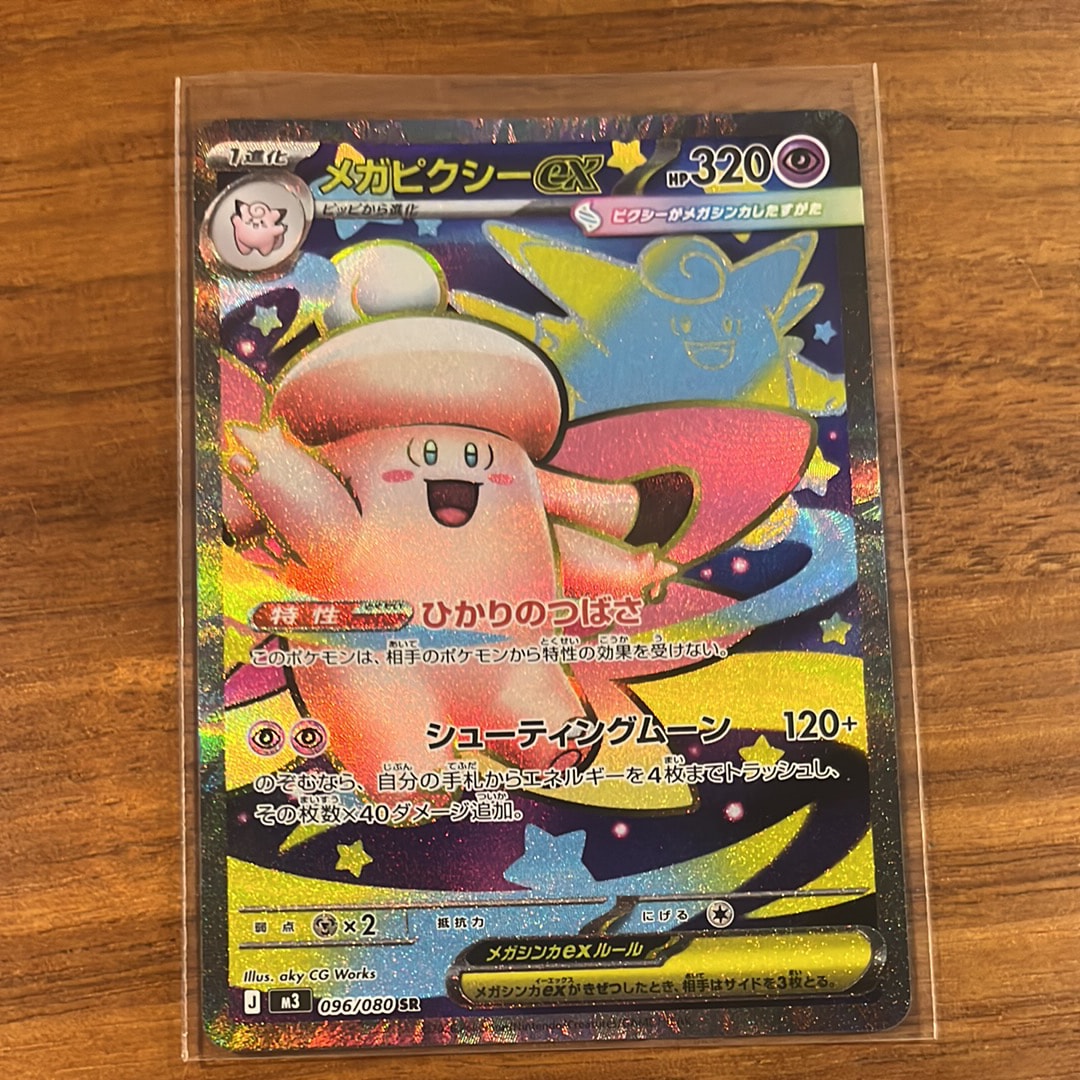 1進化
メガピクシーex
HP320
ピッピから進化
ピクシーがメガシンカしたすがた
特性 ひかりのつばさ
このポケモンは、相手のポケモンから特性の効果を受けない。
シューティングムーン 120+
のぞむなら、自分の手札からエネルギーを4枚までトラッシュし、
その枚数×40ダメージ追加。
弱点 ×2 抵抗力 にげる
メガシンカexルール
メガシンカexがきぜつしたとき、相手はサイドを3枚とる。
Illus. aky CG Works
J M3 096/080 SR